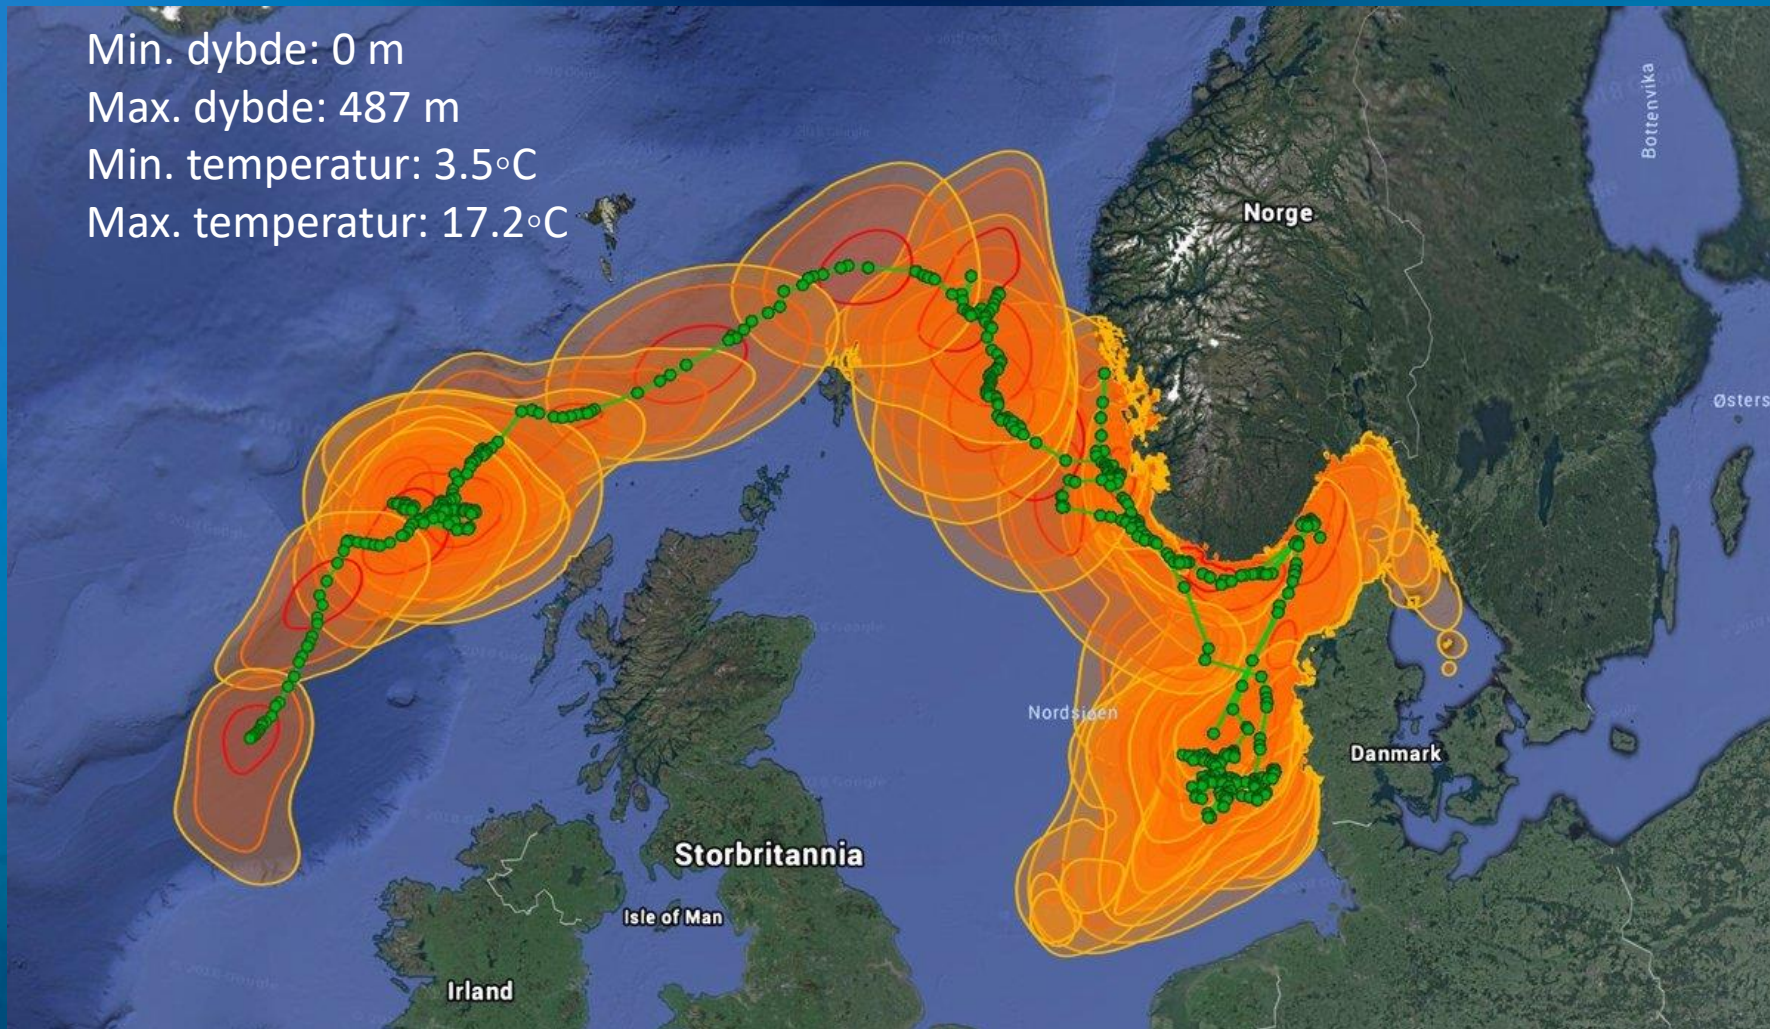 Min. dybde: 0 m
Max. dybde: 487 m
Min. temperatur: 3.5°C
Max. temperatur: 17.2°C
Bottenvika
Norge
Østers
Nordsjøen
Danmark
Storbritannia
Isle of Man
Irland